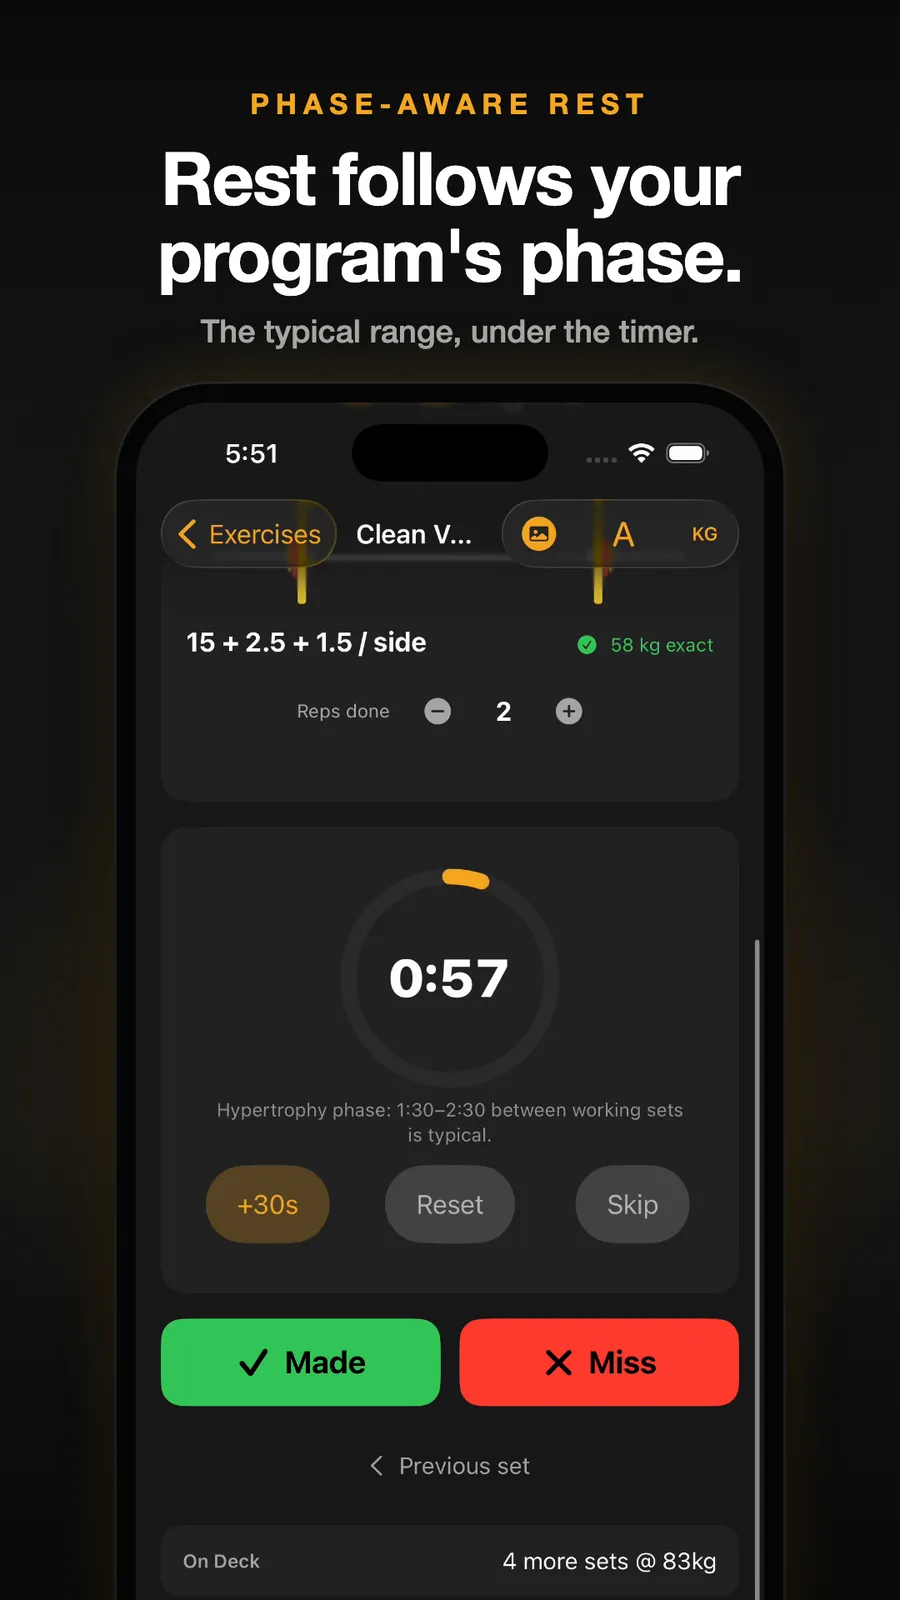 PHASE-AWARE REST
Rest follows your
program's phase.
The typical range, under the timer.
5:51
Exercises
Clean V...
A
KG
15 + 2.5 + 1.5 / side
58 kg exact
Reps done
2
0:57
Hypertrophy phase: 1:30–2:30 between working sets
is typical.
+30s
Reset
Skip
Made
Miss
Previous set
On Deck
4 more sets @ 83kg